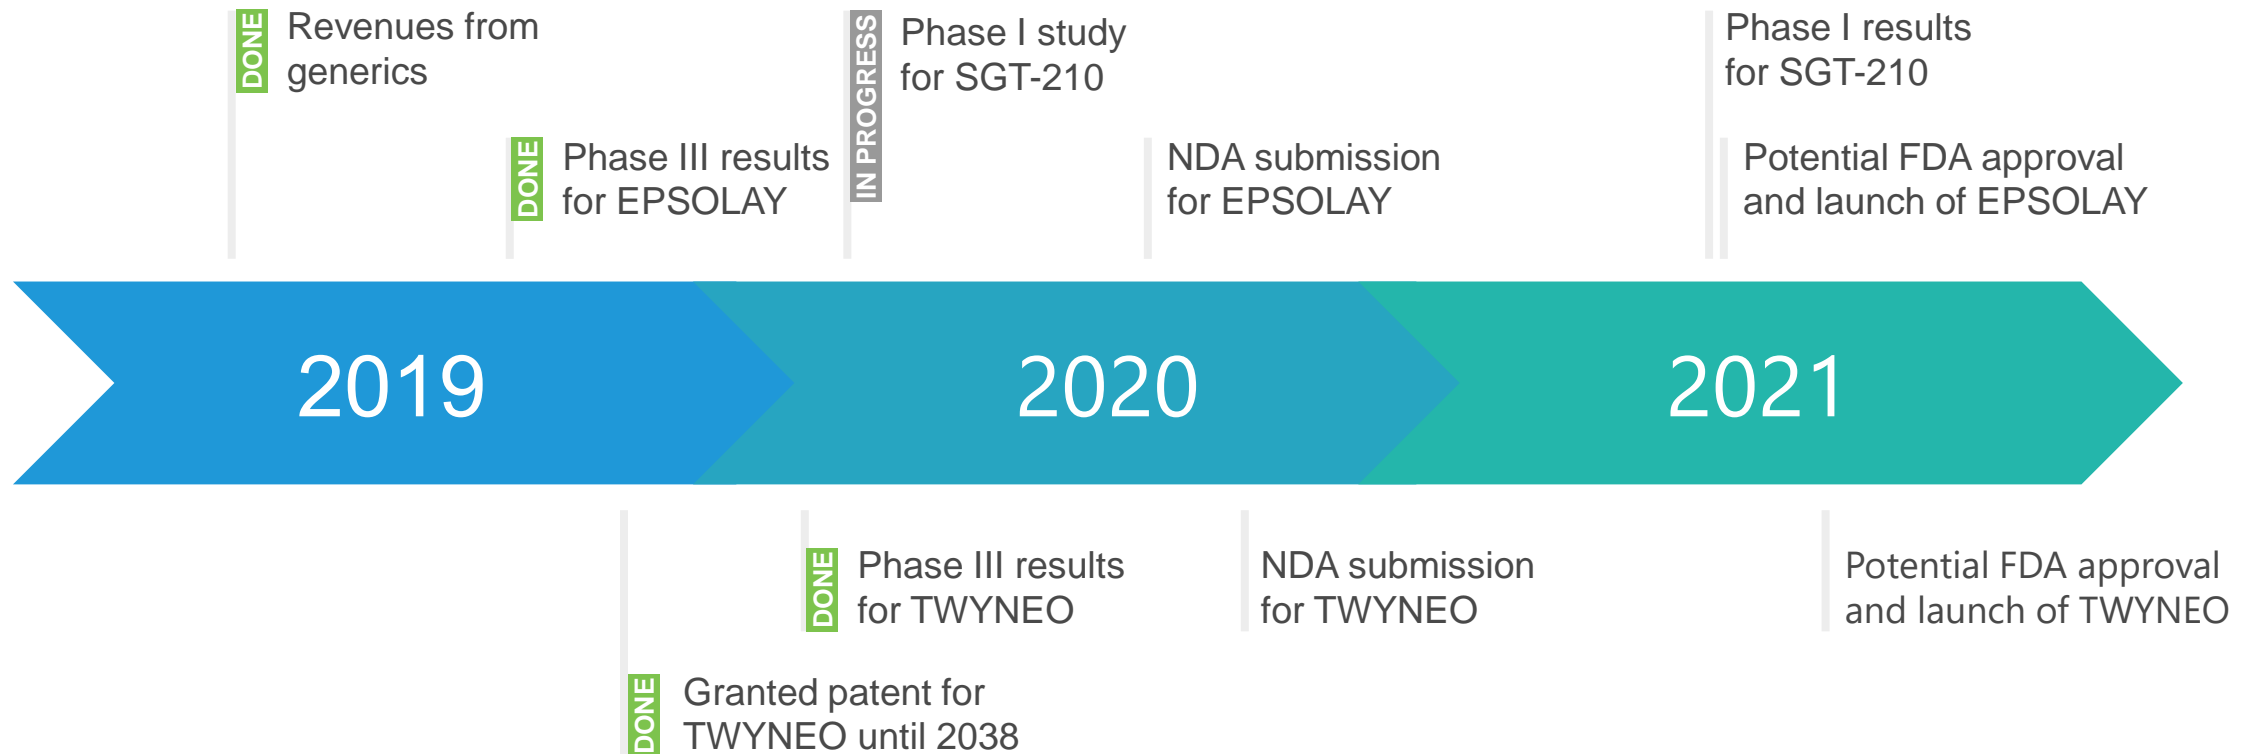 DONE
Revenues from
generics
DONE
Phase III results
for EPSOLAY
IN PROGRESS
Phase I study
for SGT-210
NDA submission
for EPSOLAY
Phase I results
for SGT-210
Potential FDA approval
and launch of EPSOLAY
2019
2020
2021
DONE
Phase III results
for TWYNEO
NDA submission
for TWYNEO
Potential FDA approval
and launch of TWYNEO
DONE
Granted patent for
TWYNEO until 2038